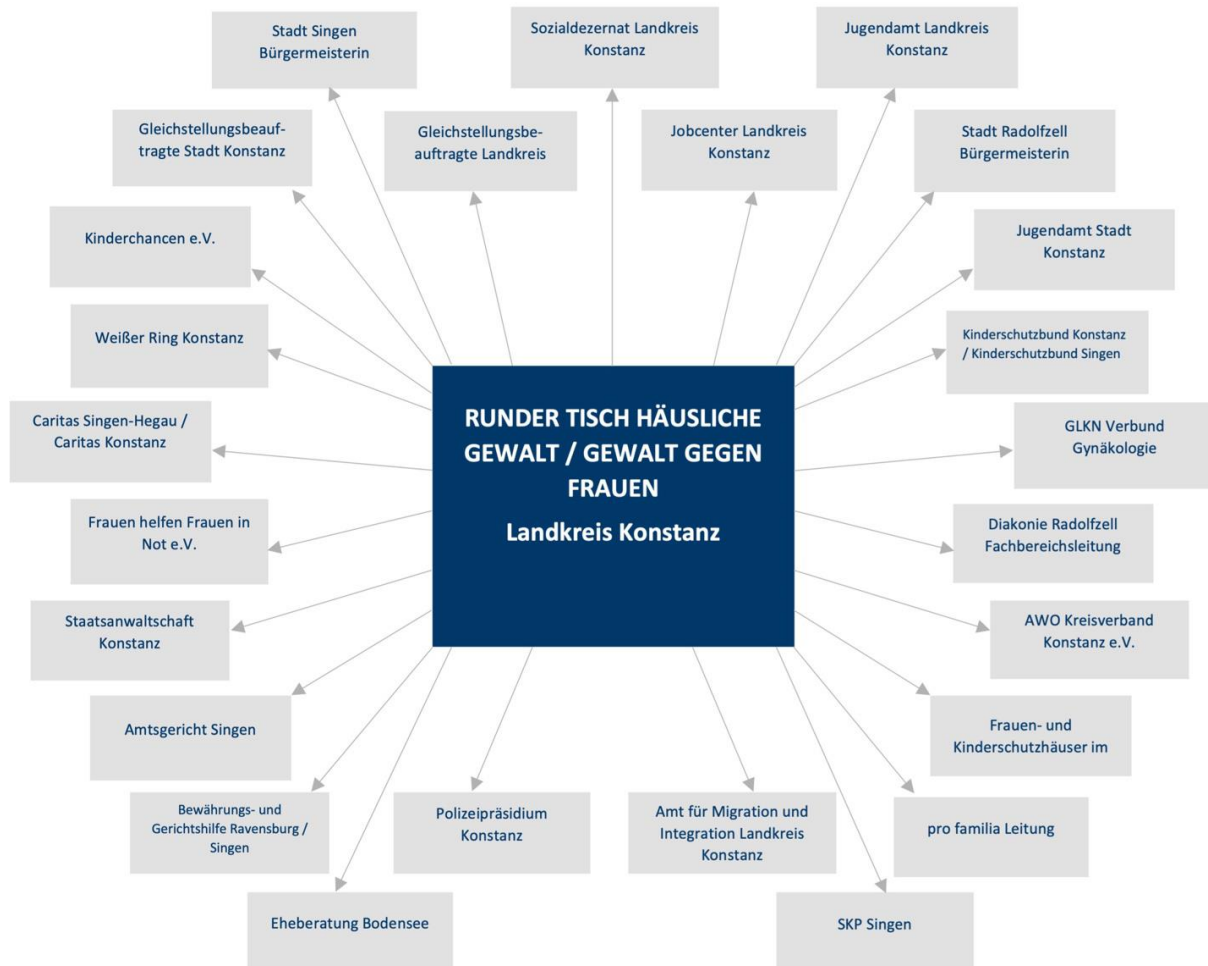 Stadt Singen
Bürgermeisterin
Sozialdezernat Landkreis
Konstanz
Jugendamt Landkreis
Konstanz
Gleichstellungsbeauf-
tragte Stadt Konstanz
Gleichstellungsbe-
auftragte Landkreis
Jobcenter Landkreis
Konstanz
Stadt Radolfzell
Bürgermeisterin
Kinderchancen e.V.
Jugendamt Stadt
Konstanz
Weißer Ring Konstanz
Kinderschutzbund Konstanz
/ Kinderschutzbund Singen
RUNDER TISCH HÄUSLICHE
GEWALT / GEWALT GEGEN
FRAUEN
Landkreis Konstanz
Caritas Singen-Hegau /
Caritas Konstanz
GLKN Verbund
Gynäkologie
Frauen helfen Frauen in
Not e.V.
Diakonie Radolfzell
Fachbereichsleitung
Staatsanwaltschaft
Konstanz
AWO Kreisverband
Konstanz e.V.
Amtsgericht Singen
Frauen- und
Kinderschutzhäuser im
Bewährungs- und
Gerichtshilfe Ravensburg /
Singen
Polizeipräsidium
Konstanz
Amt für Migration und
Integration Landkreis
Konstanz
pro familia Leitung
Eheberatung Bodensee
SKP Singen